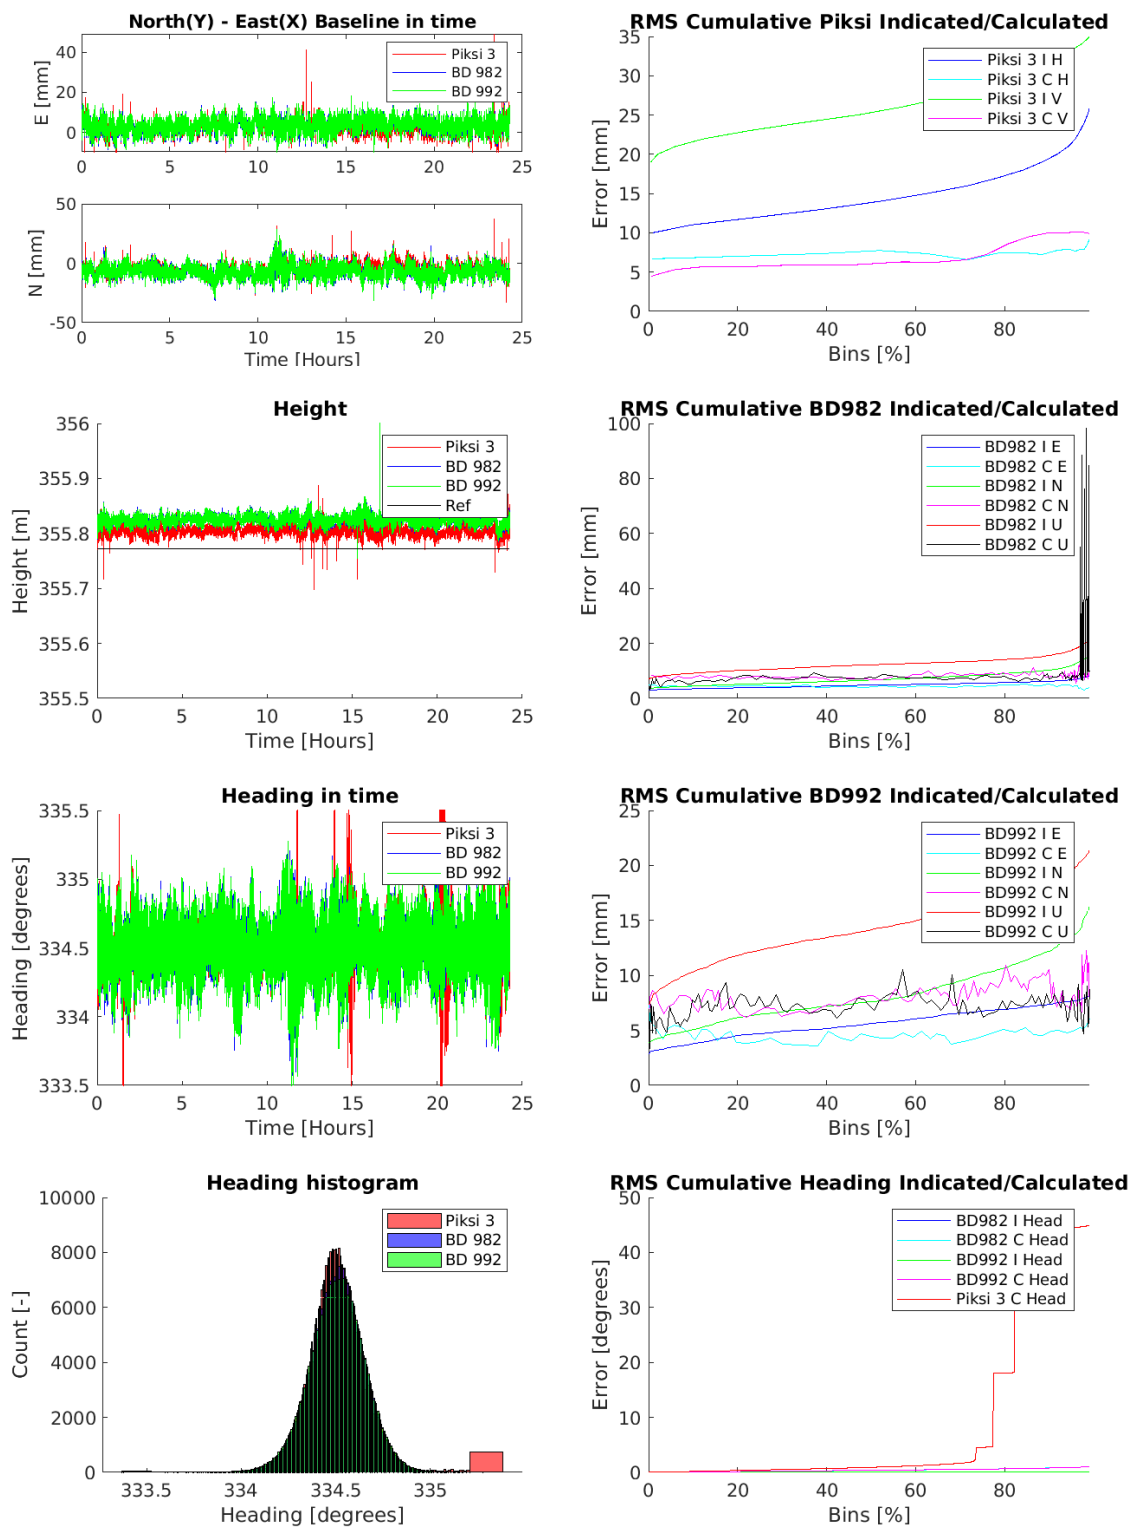 North(Y) - East(X) Baseline in time
E [mm]
40
20
0
0 5 10 15 20 25
Piksi 3
BD 982
BD 992
N [mm]
50
0
-50
0 5 10 15 20 25
Time [Hours]
RMS Cumulative Piksi Indicated/Calculated
Error [mm]
35
30
25
20
15
10
5
0
0 20 40 60 80
Bins [%]
Piksi 3 I H
Piksi 3 C H
Piksi 3 I V
Piksi 3 C V
Height
Height [m]
356
355.9
355.8
355.7
355.6
355.5
0 5 10 15 20 25
Time [Hours]
Piksi 3
BD 982
BD 992
Ref
RMS Cumulative BD982 Indicated/Calculated
Error [mm]
100
80
60
40
20
0
0 20 40 60 80
Bins [%]
BD982 I E
BD982 C E
BD982 I N
BD982 C N
BD982 I U
BD982 C U
Heading in time
Heading [degrees]
335.5
335
334.5
334
333.5
0 5 10 15 20 25
Time [Hours]
Piksi 3
BD 982
BD 992
RMS Cumulative BD992 Indicated/Calculated
Error [mm]
25
20
15
10
5
0
0 20 40 60 80
Bins [%]
BD992 I E
BD992 C E
BD992 I N
BD992 C N
BD992 I U
BD992 C U
Heading histogram
Count [-]
10000
8000
6000
4000
2000
0
333.5 334 334.5 335
Heading [degrees]
Piksi 3
BD 982
BD 992
RMS Cumulative Heading Indicated/Calculated
Error [degrees]
50
40
30
20
10
0
0 20 40 60 80
Bins [%]
BD982 I Head
BD982 C Head
BD992 I Head
BD992 C Head
Piksi 3 C Head